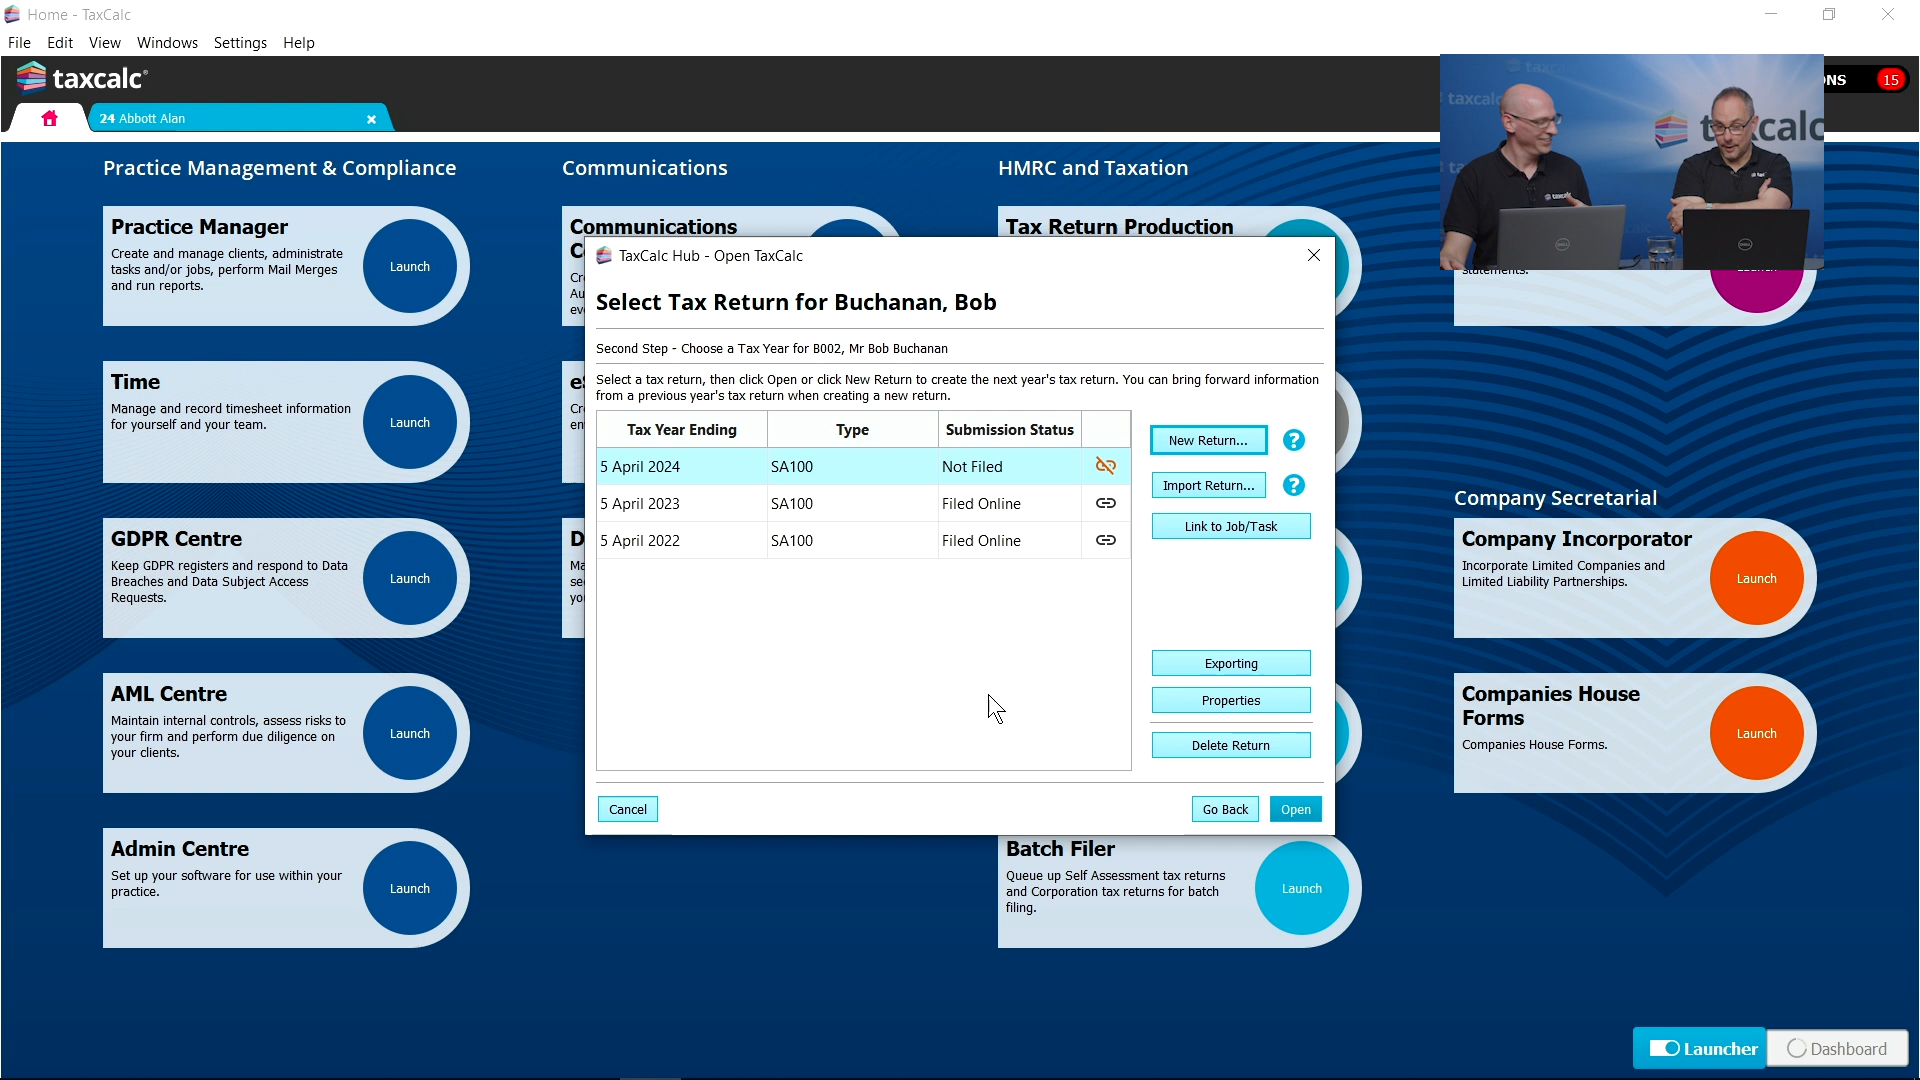 Home - TaxCalc
File Edit View Windows Settings Help
taxcalc
24 Abbott Alan
15
Practice Management & Compliance
Practice Manager
Create and manage clients, administrate
tasks and/or jobs, perform Mail Merges
and run reports.
Launch
Time
Manage and record timesheet information
for yourself and your team.
Launch
GDPR Centre
Keep GDPR registers and respond to Data
Breaches and Data Subject Access
Requests.
Launch
AML Centre
Maintain internal controls, assess risks to
your firm and perform due diligence on
your clients.
Launch
Admin Centre
Set up your software for use within your
practice.
Launch
Communications
Communications
HMRC and Taxation
Tax Return Production
TaxCalc Hub - Open TaxCalc
Select Tax Return for Buchanan, Bob
Second Step - Choose a Tax Year for B002, Mr Bob Buchanan
Select a tax return, then click Open or click New Return to create the next year's tax return. You can bring forward information
from a previous year's tax return when creating a new return.
Tax Year Ending Type Submission Status
5 April 2024 SA100 Not Filed
5 April 2023 SA100 Filed Online
5 April 2022 SA100 Filed Online
New Return...
Import Return...
Link to Job/Task
Exporting
Properties
Delete Return
Cancel
Go Back
Open
Batch Filer
Queue up Self Assessment tax returns
and Corporation tax returns for batch
filing.
Launch
statements.
Company Secretarial
Company Incorporator
Incorporate Limited Companies and
Limited Liability Partnerships.
Launch
Companies House
Forms
Companies House Forms.
Launch
Launcher
Dashboard